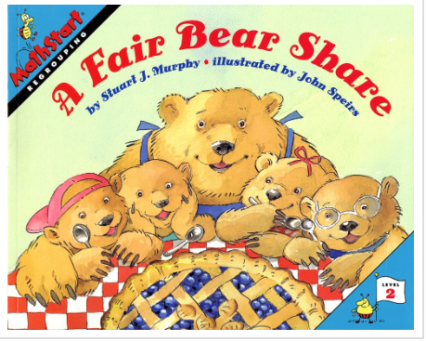 MathStart
REGROUPING
A Fair Bear Share
by Stuart J. Murphy • illustrated by John Speirs
LEVEL
2